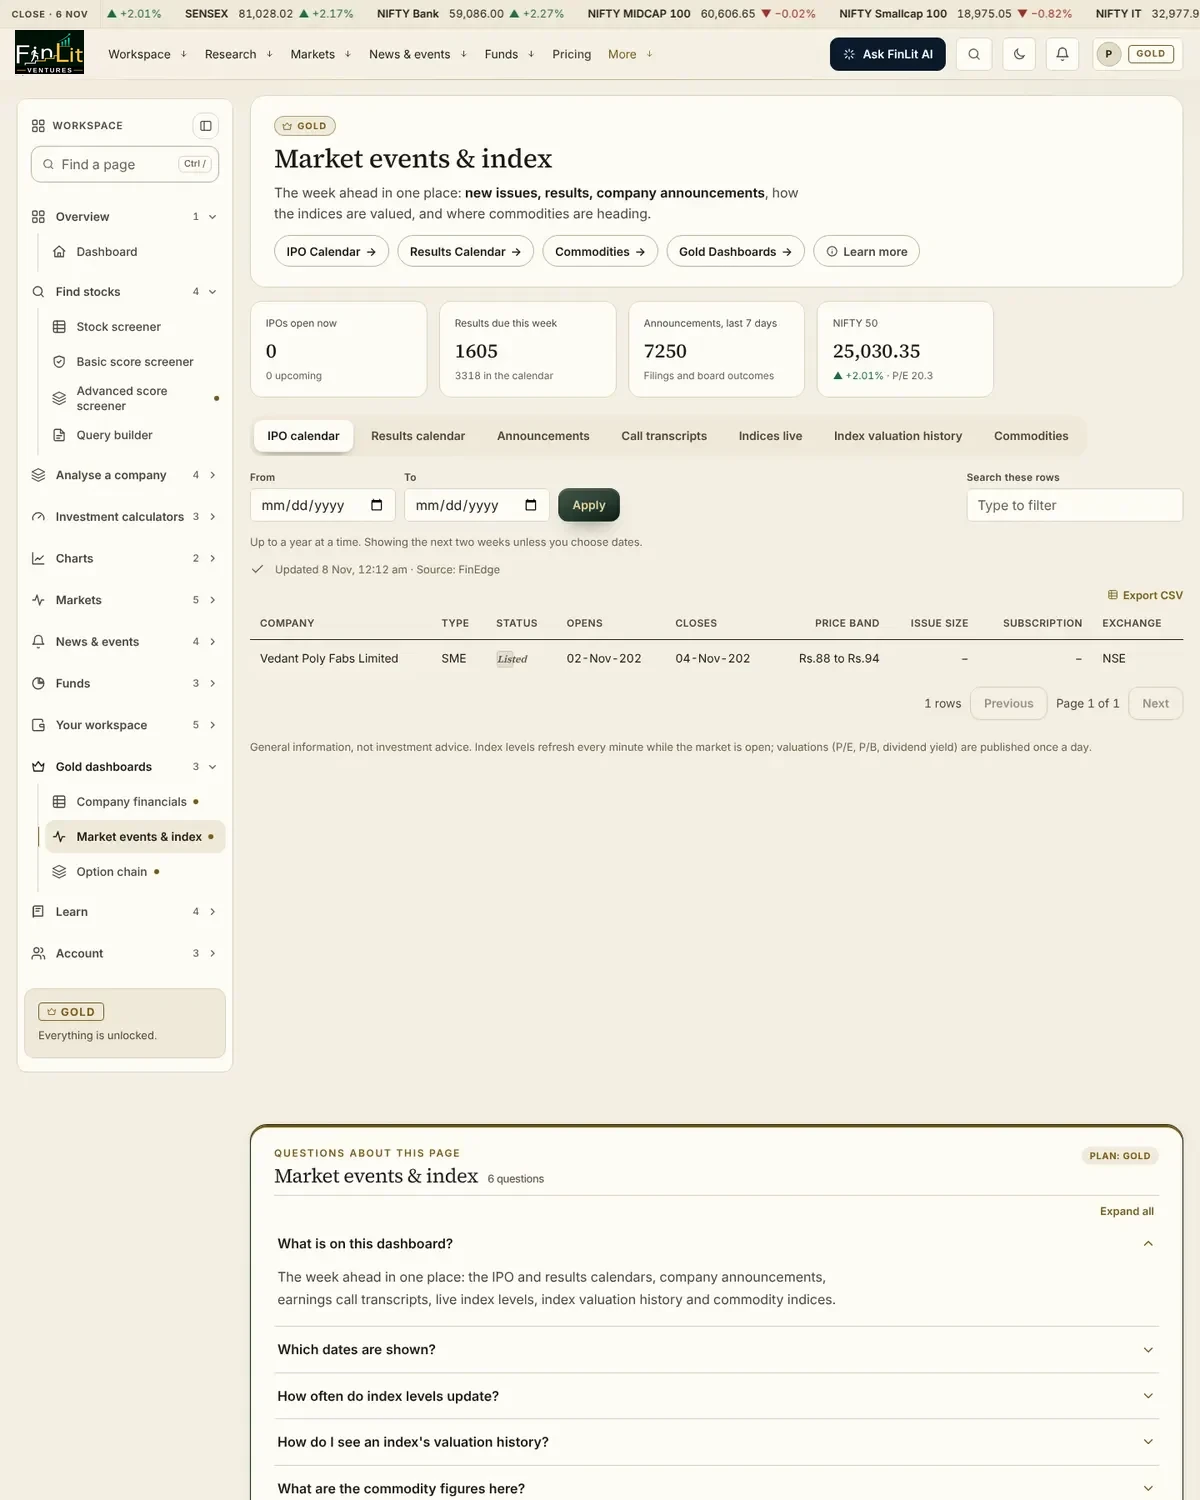 CLOSE · 6 NOV ▲ +2.01% SENSEX 81,028.02 ▲ +2.17% NIFTY Bank 59,086.00 ▲ +2.27% NIFTY MIDCAP 100 60,606.65 ▼ −0.02% NIFTY Smallcap 100 18,975.05 ▼ −0.82% NIFTY IT 32,977.9
FinLit
VENTURES
Workspace Research Markets News & events Funds Pricing More Ask FinLit AI P GOLD
WORKSPACE
Find a page Ctrl /
Overview 1
Dashboard
Find stocks 4
Stock screener
Basic score screener
Advanced score
screener
Query builder
Analyse a company 4
Investment calculators 3
Charts 2
Markets 5
News & events 4
Funds 3
Your workspace 5
Gold dashboards 3
Company financials
Market events & index
Option chain
Learn 4
Account 3
GOLD
Everything is unlocked.
GOLD
Market events & index
The week ahead in one place: new issues, results, company announcements, how
the indices are valued, and where commodities are heading.
IPO Calendar → Results Calendar → Commodities → Gold Dashboards → Learn more
IPOs open now
0
0 upcoming
Results due this week
1605
3318 in the calendar
Announcements, last 7 days
7250
Filings and board outcomes
NIFTY 50
25,030.35
▲ +2.01% · P/E 20.3
IPO calendar Results calendar Announcements Call transcripts Indices live Index valuation history Commodities
From To Search these rows
mm/dd/yyyy mm/dd/yyyy Apply Type to filter
Up to a year at a time. Showing the next two weeks unless you choose dates.
Updated 8 Nov, 12:12 am · Source: FinEdge
Export CSV
COMPANY TYPE STATUS OPENS CLOSES PRICE BAND ISSUE SIZE SUBSCRIPTION EXCHANGE
Vedant Poly Fabs Limited SME Listed 02-Nov-202 04-Nov-202 Rs.88 to Rs.94 – – NSE
1 rows Previous Page 1 of 1 Next
General information, not investment advice. Index levels refresh every minute while the market is open; valuations (P/E, P/B, dividend yield) are published once a day.
QUESTIONS ABOUT THIS PAGE
Market events & index 6 questions
PLAN: GOLD
Expand all
What is on this dashboard?
The week ahead in one place: the IPO and results calendars, company announcements,
earnings call transcripts, live index levels, index valuation history and commodity indices.
Which dates are shown?
How often do index levels update?
How do I see an index's valuation history?
What are the commodity figures here?